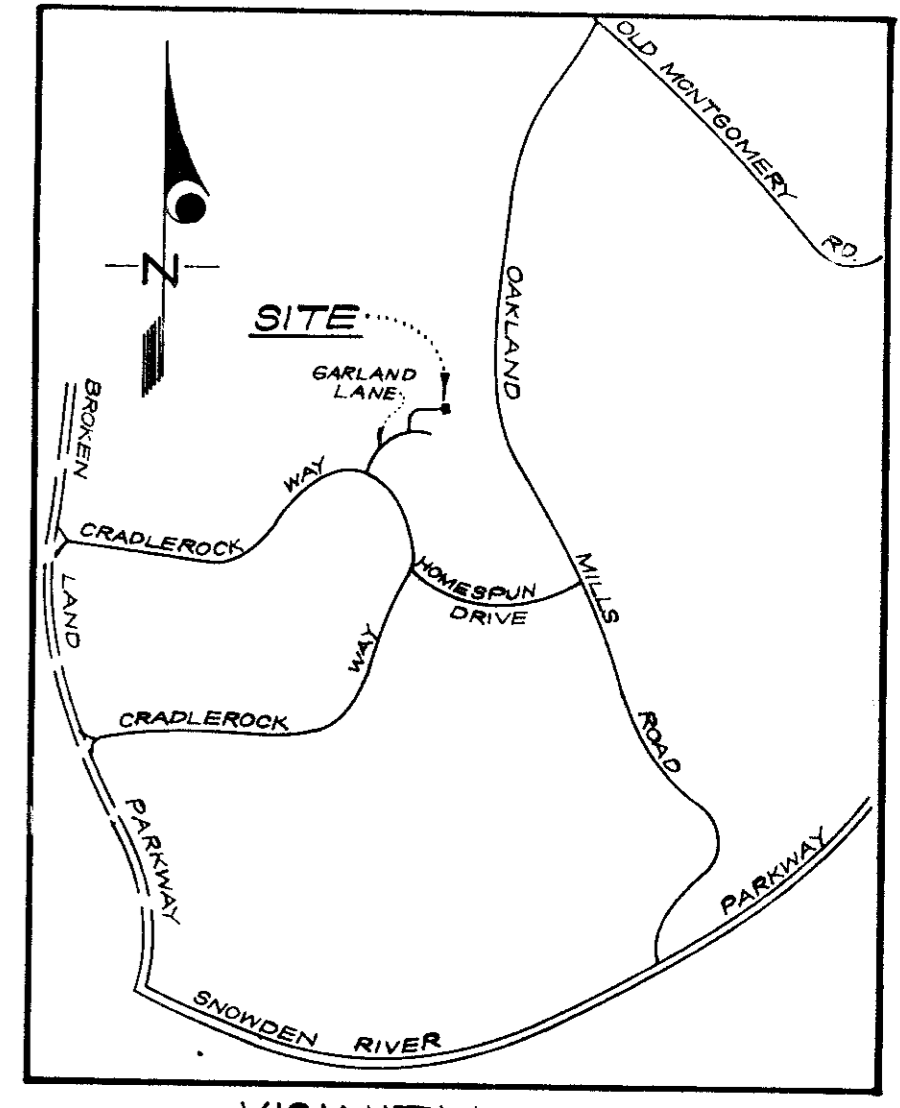 OLD MONTGOMERY RD.
N
SITE
OAKLAND
GARLAND
LANE
BROKEN
WAY
CRADLEROCK
HOMESPUN
DRIVE
MILLS
LAND
WAY
CRADLEROCK
ROAD
PARKWAY
PARKWAY
SNOWDEN RIVER